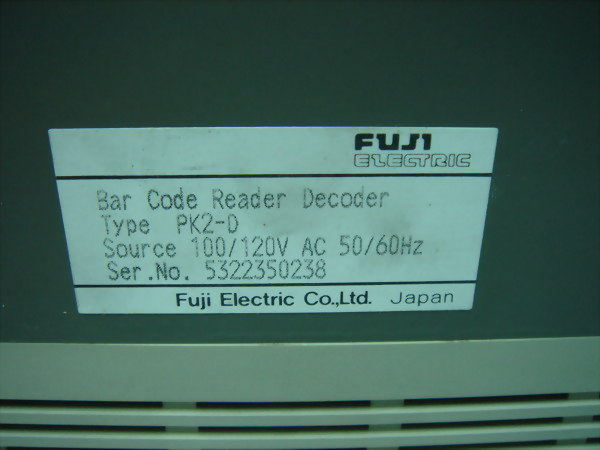 FUJI
ELECTRIC
Bar Code Reader Decoder
Type PK2-D
Source 100/120V AC 50/60Hz
Ser.No. 5322350238
Fuji Electric Co.,Ltd. Japan